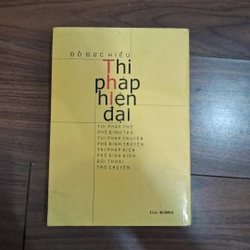 ĐỖ ĐỨC HIỂU
Thi
pháp
hiện
đại
THI PHÁP THƠ
PHÊ BÌNH THƠ
THI PHÁP TRUYỆN
PHÊ BÌNH TRUYỆN
THI PHÁP KỊCH
PHÊ BÌNH KỊCH
ĐỐI THOẠI
TRÒ CHUYỆN